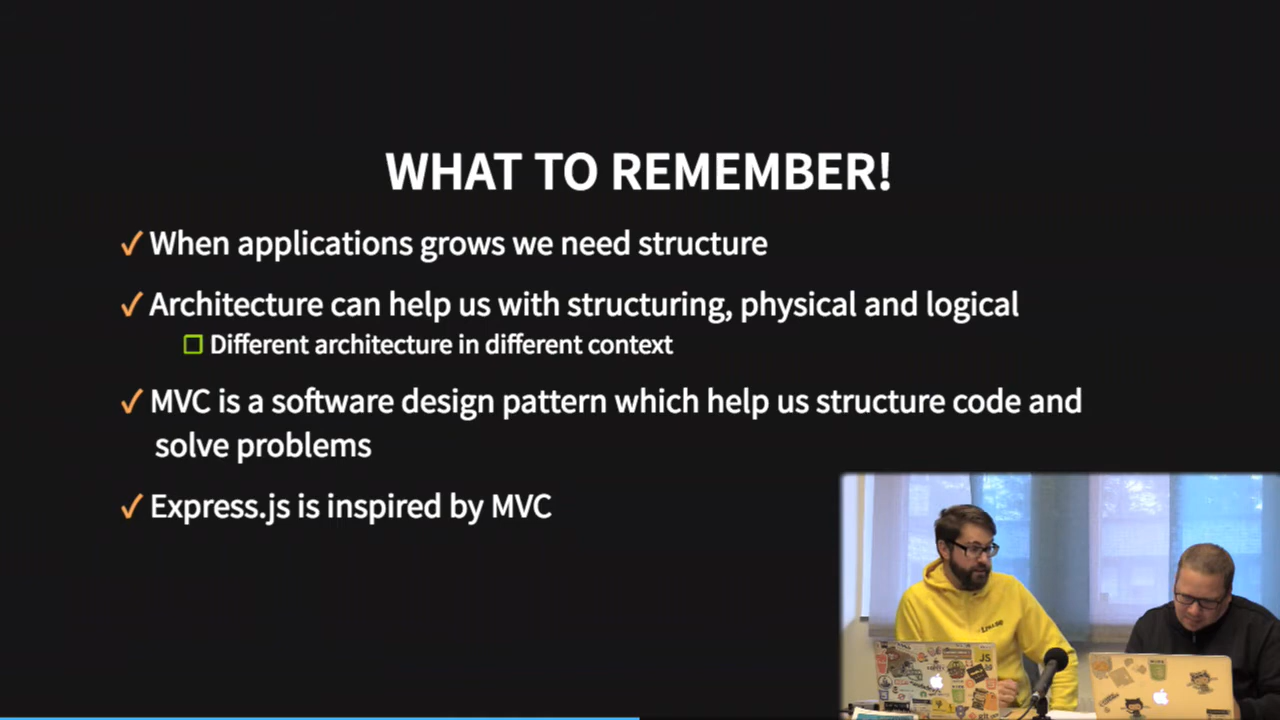 WHAT TO REMEMBER!
✓ When applications grows we need structure
✓ Architecture can help us with structuring, physical and logical
Different architecture in different context
✓ MVC is a software design pattern which help us structure code and
solve problems
✓ Express.js is inspired by MVC
JS